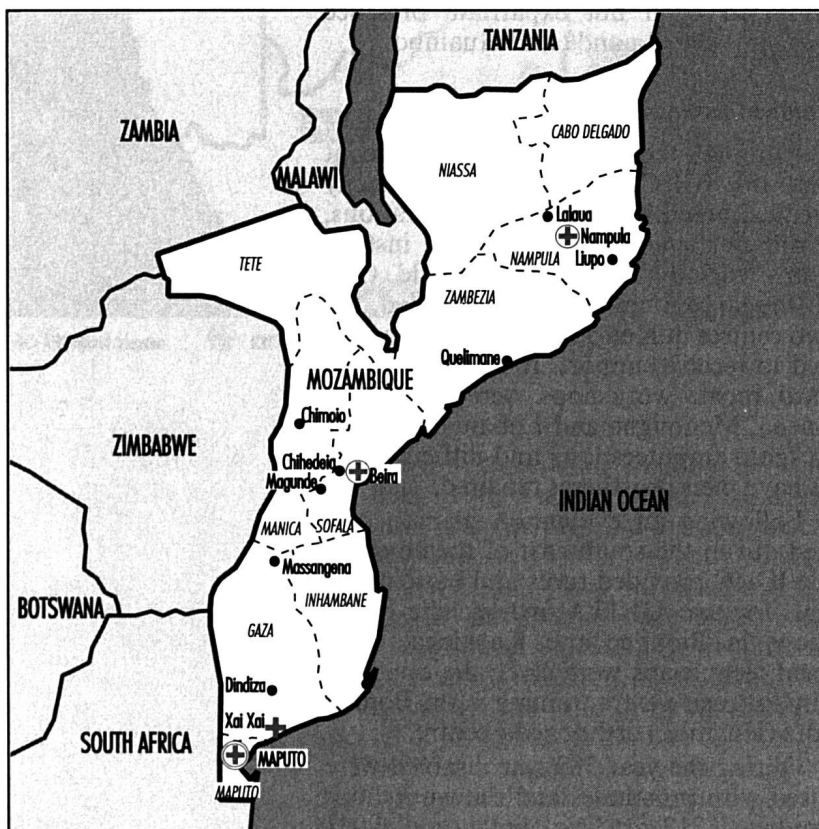 TANZANIA
ZAMBIA
CABO DELGADO
NIASSA
MALAWI
Lalaua
Nampula
NAMPULA
Liupo
TETE
ZAMBEZIA
Quelimane
MOZAMBIQUE
Chimoio
ZIMBABWE
Chihedeia
Beira
Magunde
INDIAN OCEAN
MANICA
SOFALA
Massangena
BOTSWANA
INHAMBANE
GAZA
Dindiza
Xai Xai
SOUTH AFRICA
MAPUTO
MAPUTO